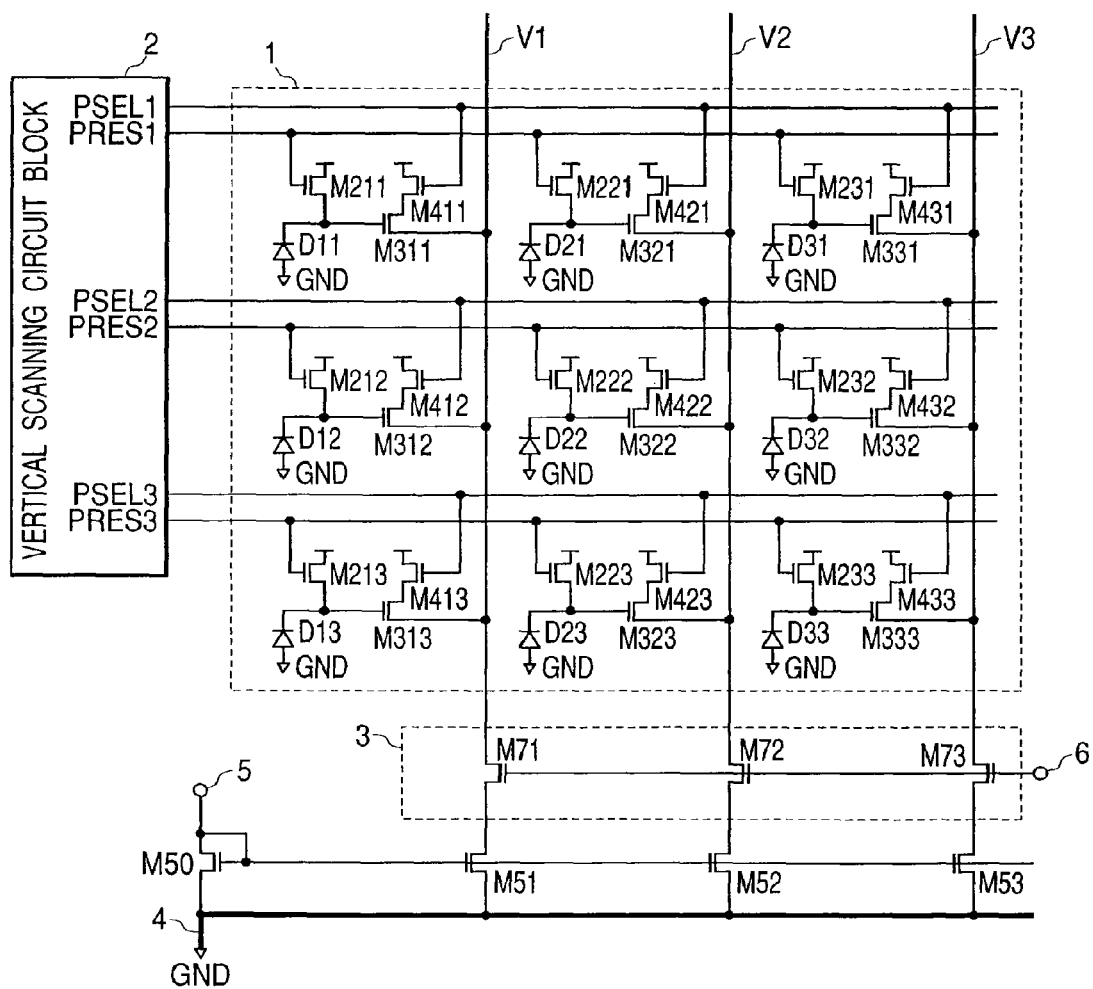 V1 V2 V3
2
1
VERTICAL SCANNING CIRCUIT BLOCK
PSEL1
PRES1
M211 M411 M221 M421 M231 M431
D11 M311 D21 M321 D31 M331
GND GND GND
PSEL2
PRES2
M212 M412 M222 M422 M232 M432
D12 M312 D22 M322 D32 M332
GND GND GND
PSEL3
PRES3
M213 M413 M223 M423 M233 M433
D13 M313 D23 M323 D33 M333
GND GND GND
3 M71 M72 M73 6
5
M50 M51 M52 M53
4
GND